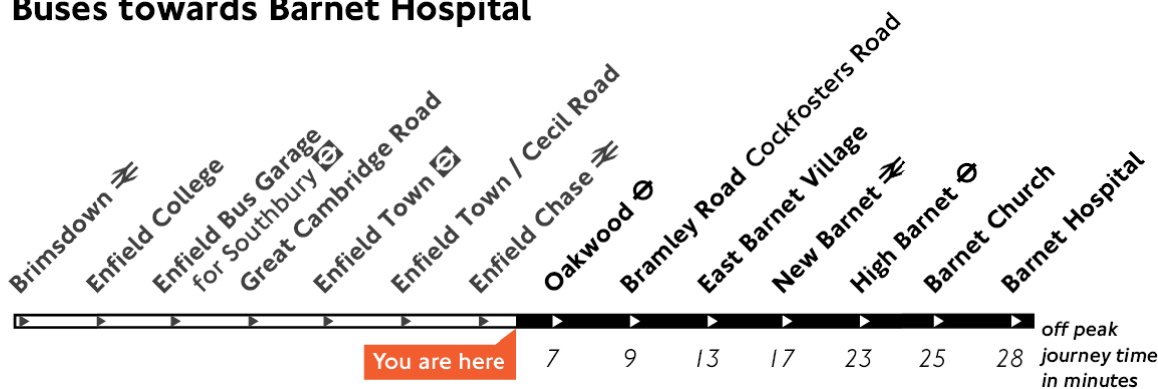 Buses towards Barnet Hospital
Brimsdown
Enfield College
Enfield Bus Garage
for Southbury
Great Cambridge Road
Enfield Town
Enfield Town / Cecil Road
Enfield Chase
Oakwood
Bramley Road Cockfosters Road
East Barnet Village
New Barnet
High Barnet
Barnet Church
Barnet Hospital
You are here
7
9
13
17
23
25
28
off peak
journey time
in minutes